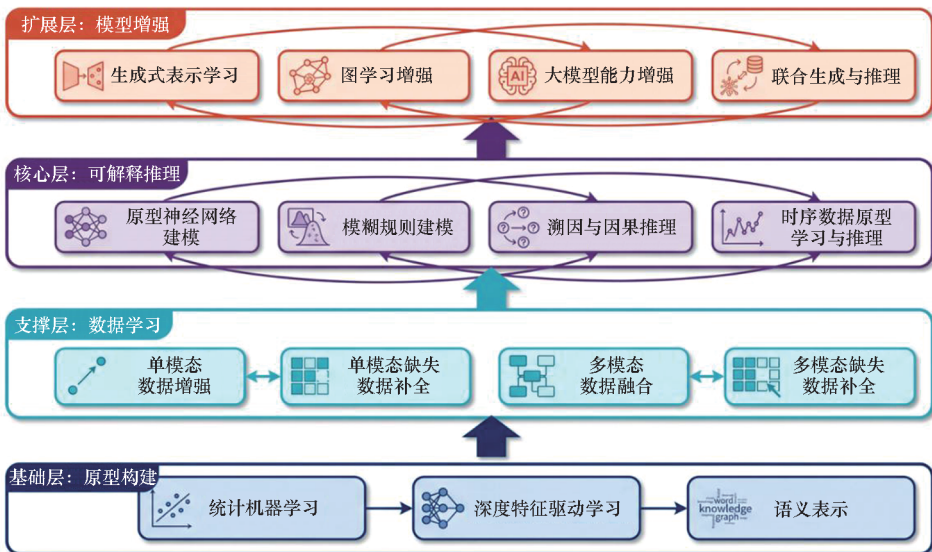 扩展层：模型增强
生成式表示学习
图学习增强
AI
大模型能力增强
联合生成与推理
核心层：可解释推理
原型神经网络
建模
模糊规则建模
?
?
?
?
溯因与因果推理
时序数据原型
学习与推理
支撑层：数据学习
单模态
数据增强
单模态缺失
数据补全
多模态
数据融合
多模态缺失
数据补全
基础层：原型构建
统计机器学习
深度特征驱动学习
word
knowledge
graph
语义表示